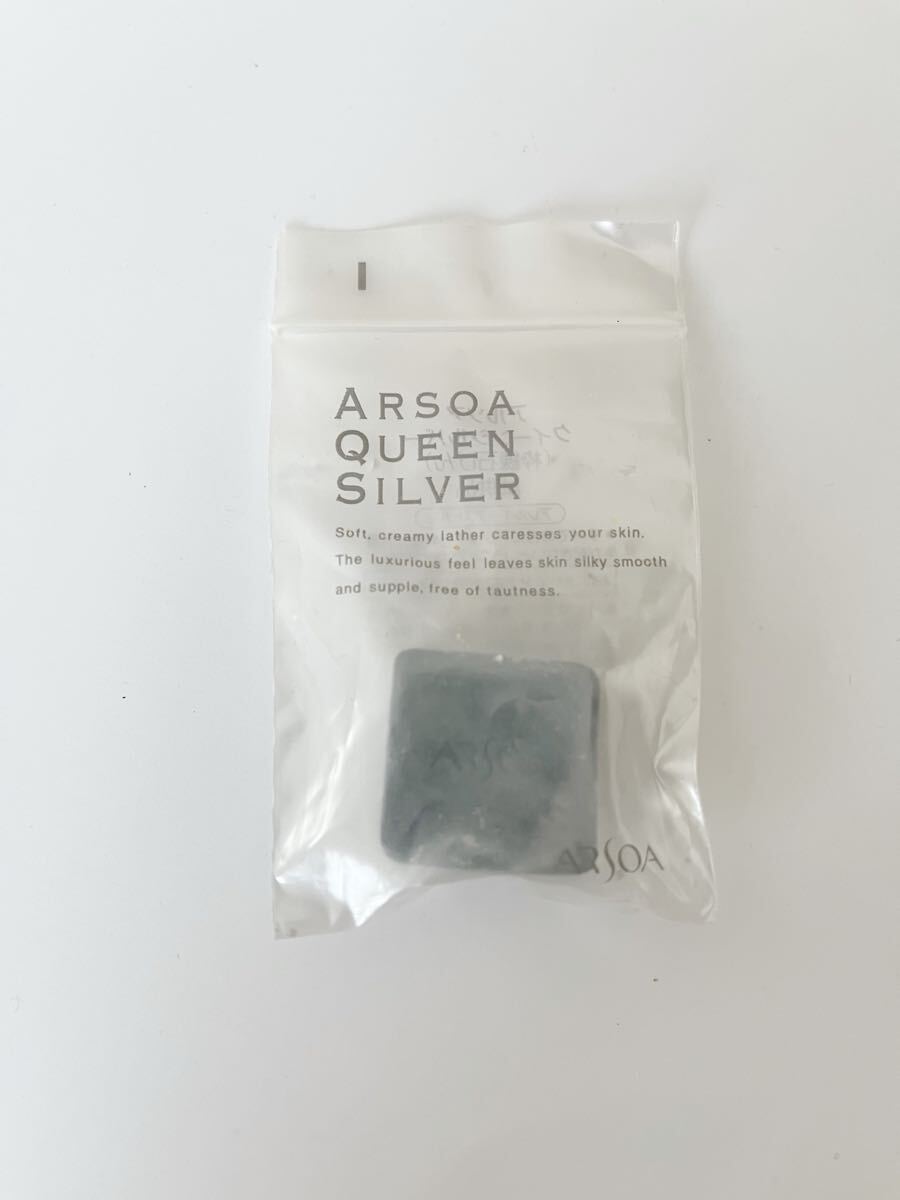 ARSOA
QUEEN
SILVER
Soft, creamy lather caresses your skin.
The luxurious feel leaves skin silky smooth
and supple, free of tautness.
ARSOA
ARSOA